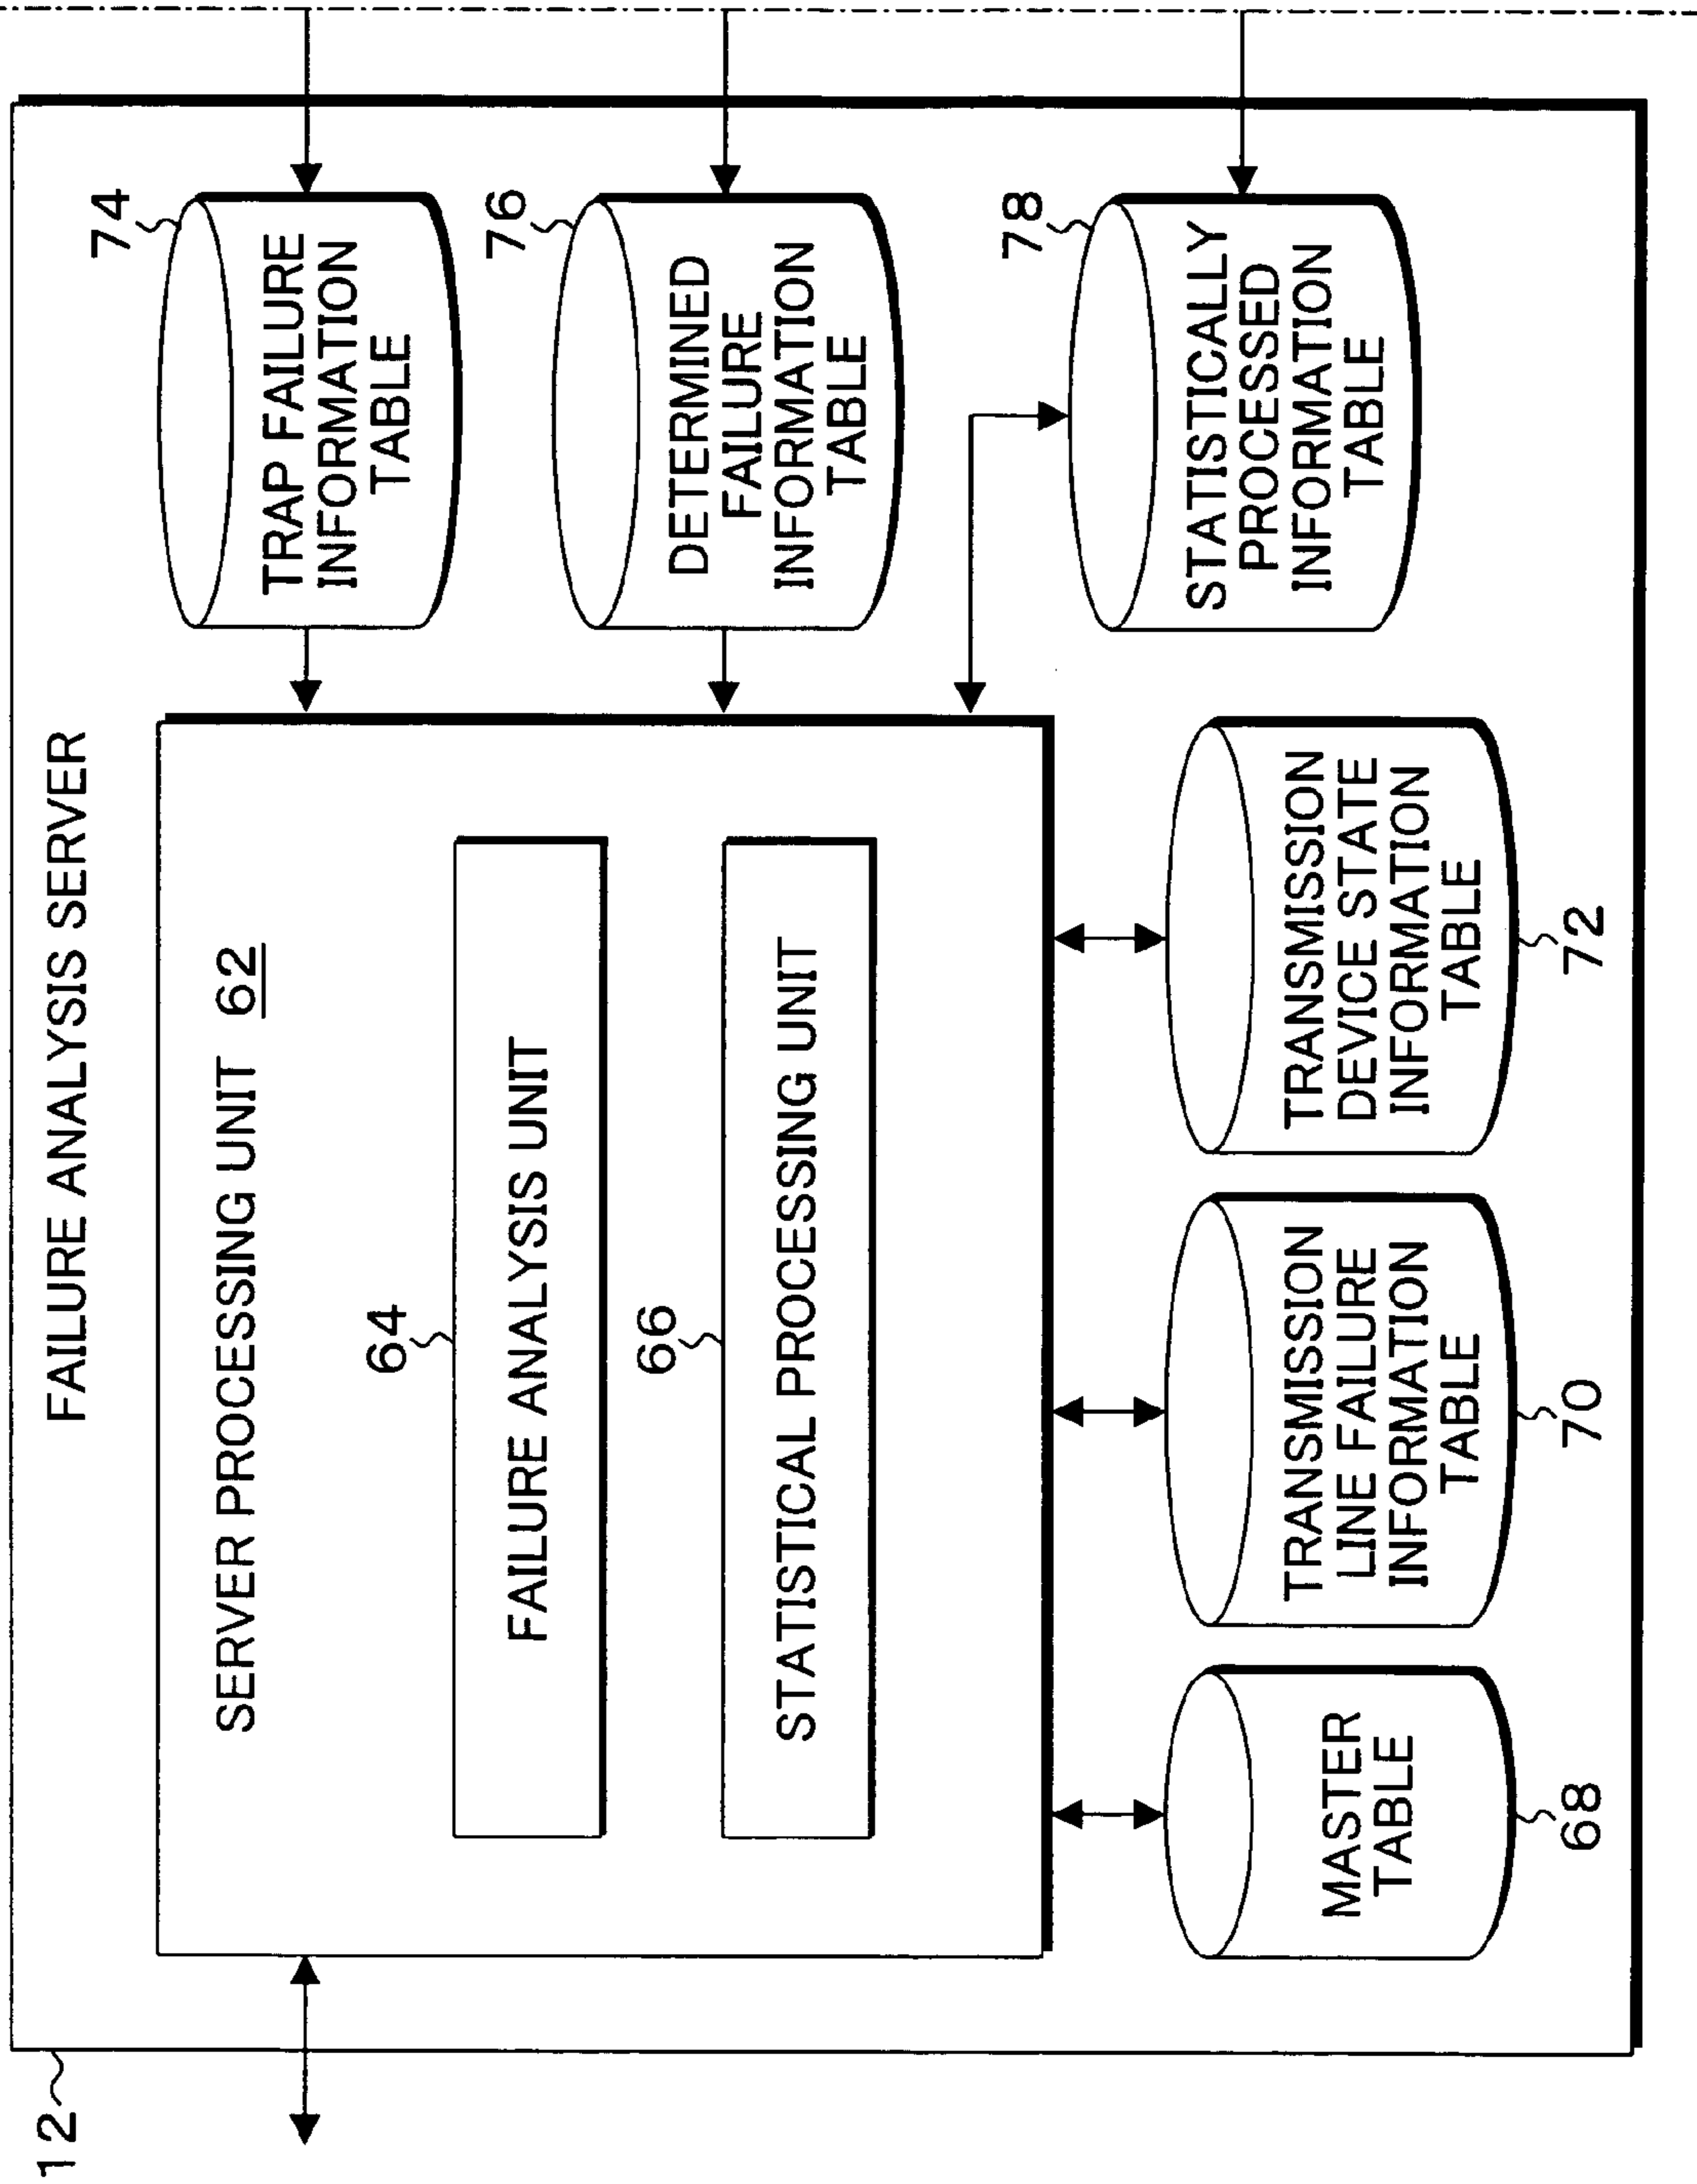 12
FAILURE ANALYSIS SERVER
SERVER PROCESSING UNIT 62
64
FAILURE ANALYSIS UNIT
66
STATISTICAL PROCESSING UNIT
74
TRAP FAILURE
INFORMATION
TABLE
76
DETERMINED
FAILURE
INFORMATION
TABLE
78
STATISTICALLY
PROCESSED
INFORMATION
TABLE
MASTER
TABLE
68
TRANSMISSION
LINE FAILURE
INFORMATION
TABLE
70
TRANSMISSION
DEVICE STATE
INFORMATION
TABLE
72